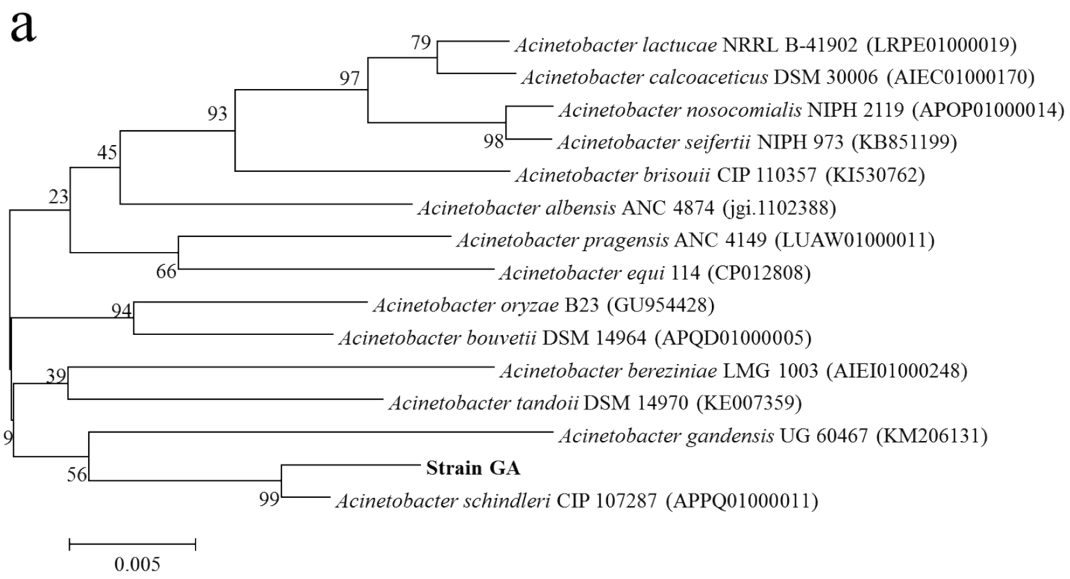 a
79
Acinetobacter lactucae NRRL B-41902 (LRPE01000019)
Acinetobacter calcoaceticus DSM 30006 (AIEC01000170)
97
Acinetobacter nosocomialis NIPH 2119 (APOP01000014)
93
98
Acinetobacter seifertii NIPH 973 (KB851199)
45
Acinetobacter brisouii CIP 110357 (KI530762)
23
Acinetobacter albensis ANC 4874 (jgi.1102388)
Acinetobacter pragensis ANC 4149 (LUAW01000011)
66
Acinetobacter equi 114 (CP012808)
94
Acinetobacter oryzae B23 (GU954428)
Acinetobacter bouvetii DSM 14964 (APQD01000005)
39
Acinetobacter bereziniae LMG 1003 (AIEI01000248)
Acinetobacter tandoii DSM 14970 (KE007359)
9
Acinetobacter gandensis UG 60467 (KM206131)
56
Strain GA
99
Acinetobacter schindleri CIP 107287 (APPQ01000011)
0.005